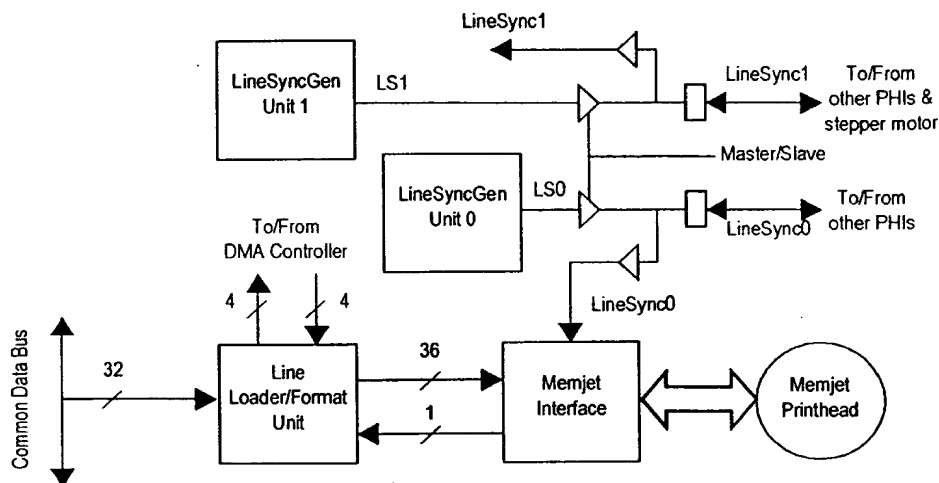 LineSync1
LineSyncGen
Unit 1
LS1
LineSync1
To/From
other PHIs &
stepper motor
Master/Slave
LineSyncGen
Unit 0
LS0
LineSync0
To/From
other PHIs
To/From
DMA Controller
4
4
LineSync0
Common Data Bus
32
Line
Loader/Format
Unit
36
1
Memjet
Interface
Memjet
Printhead